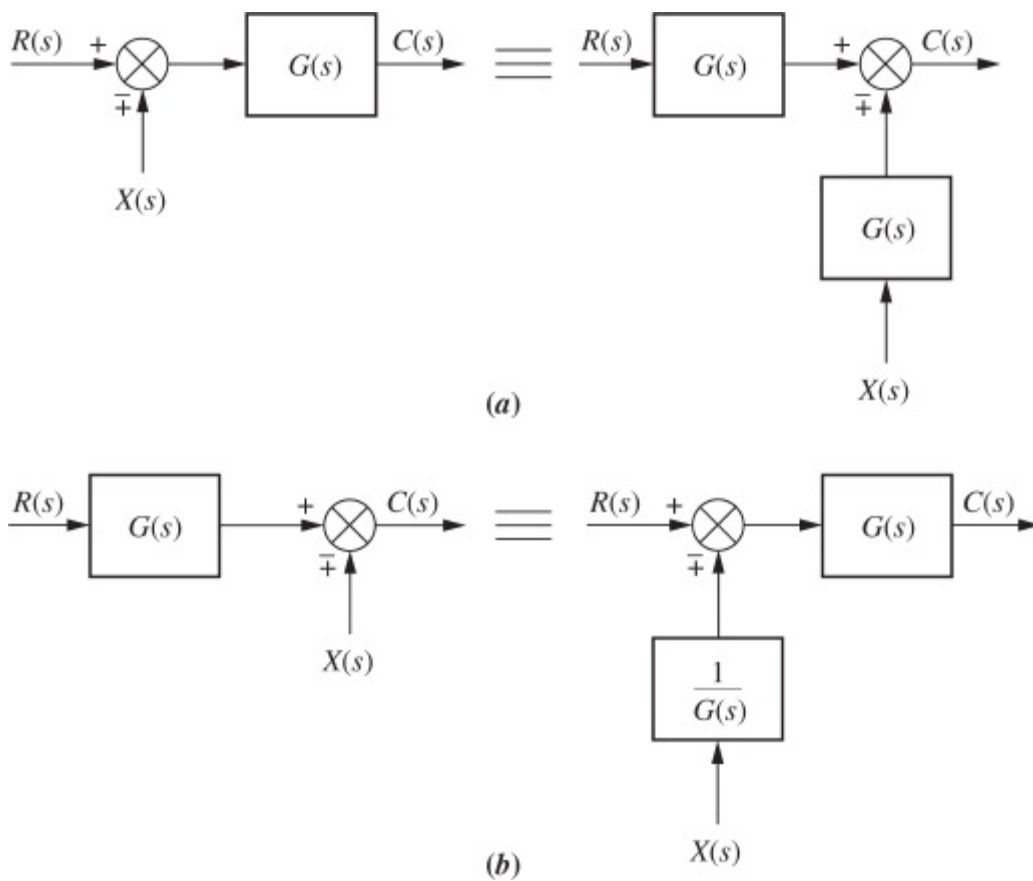 R(s) + G(s) C(s) R(s) G(s) + C(s)
∓ ∓
X(s) G(s)
X(s)
(a)
R(s) G(s) + C(s) R(s) + G(s) C(s)
∓ ∓
X(s) 1
G(s)
X(s)
(b)